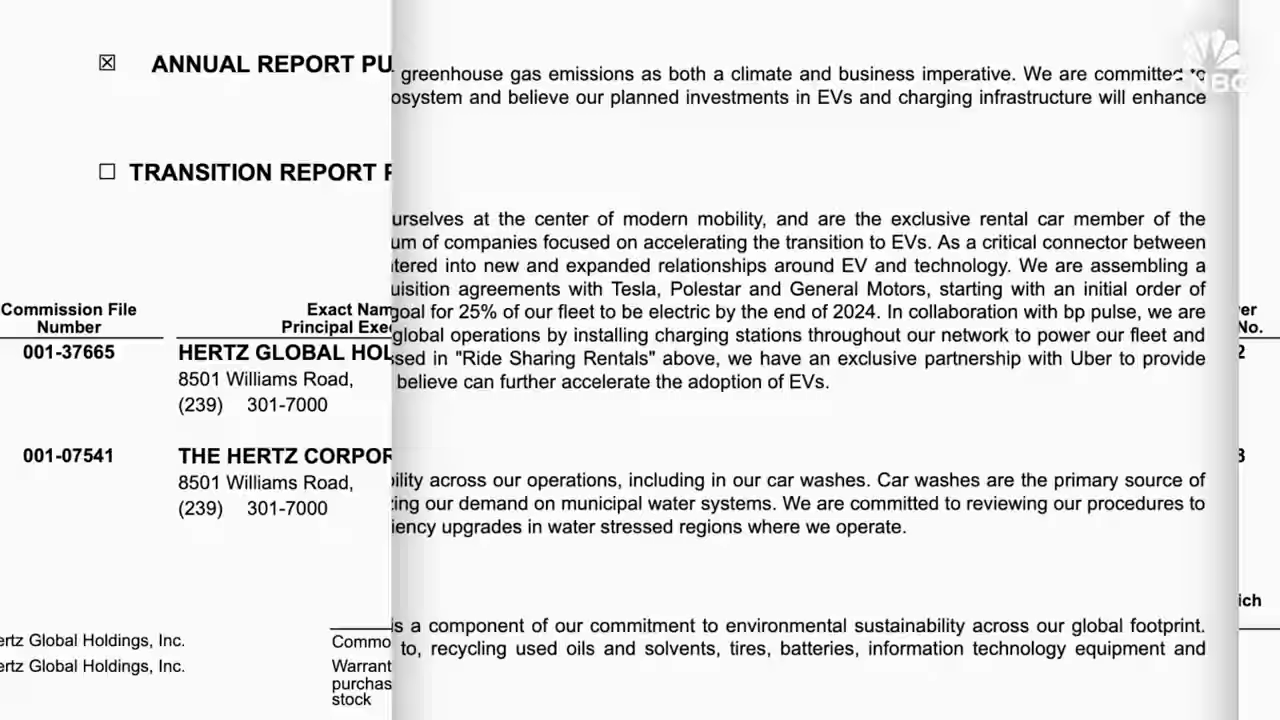 ☒ ANNUAL REPORT PU
☐ TRANSITION REPORT
Commission File
Number
Exact Nam
Principal Exe
001-37665
HERTZ GLOBAL HOL
8501 Williams Road,
(239) 301-7000
001-07541
THE HERTZ CORPOR
8501 Williams Road,
(239) 301-7000
ertz Global Holdings, Inc.
ertz Global Holdings, Inc.
Commo
Warrant
purchas
stock
greenhouse gas emissions as both a climate and business imperative. We are committed to
osystem and believe our planned investments in EVs and charging infrastructure will enhance
urselves at the center of modern mobility, and are the exclusive rental car member of the
um of companies focused on accelerating the transition to EVs. As a critical connector between
ntered into new and expanded relationships around EV and technology. We are assembling a
uisition agreements with Tesla, Polestar and General Motors, starting with an initial order of
goal for 25% of our fleet to be electric by the end of 2024. In collaboration with bp pulse, we are
global operations by installing charging stations throughout our network to power our fleet and
ssed in "Ride Sharing Rentals" above, we have an exclusive partnership with Uber to provide
believe can further accelerate the adoption of EVs.
ility across our operations, including in our car washes. Car washes are the primary source of
zing our demand on municipal water systems. We are committed to reviewing our procedures to
iency upgrades in water stressed regions where we operate.
is a component of our commitment to environmental sustainability across our global footprint.
to, recycling used oils and solvents, tires, batteries, information technology equipment and
NBC
er
No.
2
3
ich